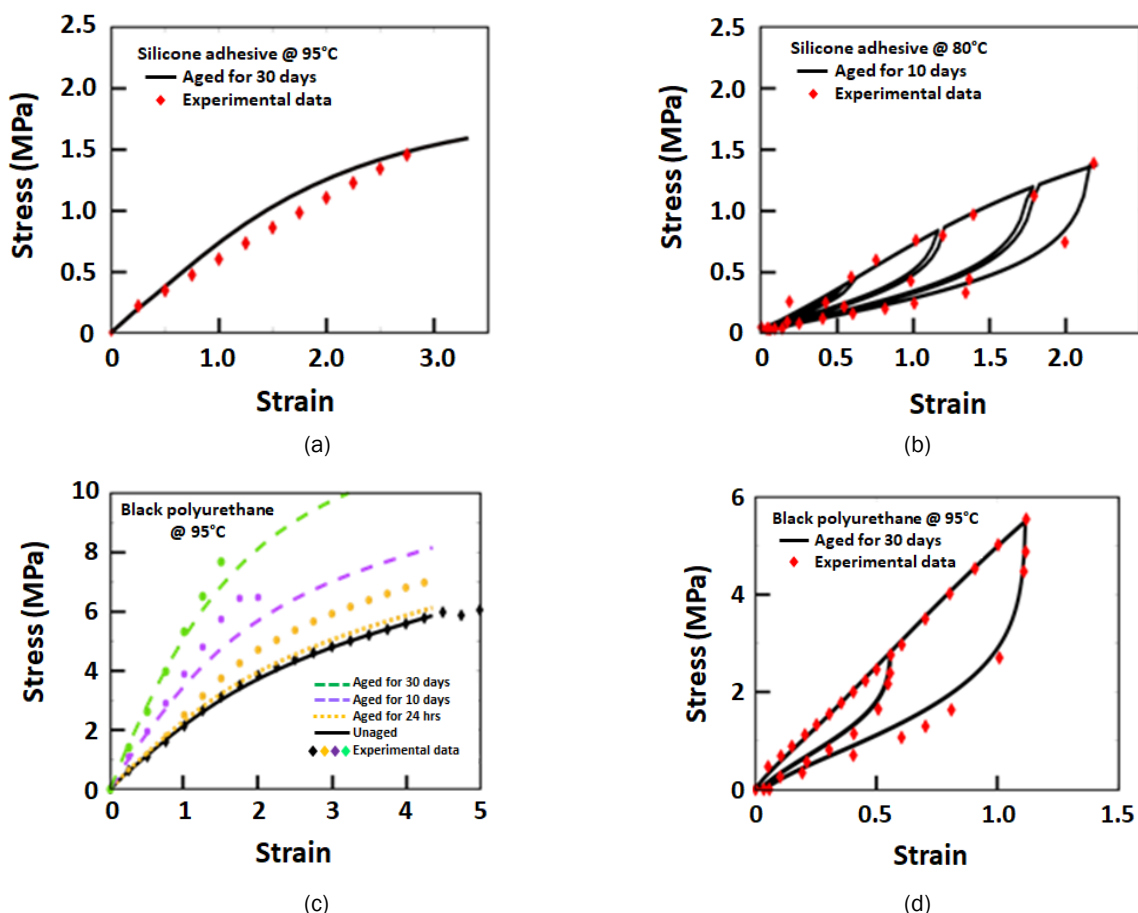 2.5
2.0
1.5
1.0
0.5
0
Stress (MPa)
Silicone adhesive @ 95°C
Aged for 30 days
Experimental data
0
1.0
2.0
3.0
Strain
(a)
2.5
2.0
1.5
1.0
0.5
0
Stress (MPa)
Silicone adhesive @ 80°C
Aged for 10 days
Experimental data
0
0.5
1.0
1.5
2.0
Strain
(b)
10
8
6
4
2
0
Stress (MPa)
Black polyurethane
@ 95°C
Aged for 30 days
Aged for 10 days
Aged for 24 hrs
Unaged
Experimental data
0
1
2
3
4
5
Strain
(c)
6
4
2
0
Stress (MPa)
Black polyurethane @ 95°C
Aged for 30 days
Experimental data
0
0.5
1.0
1.5
Strain
(d)